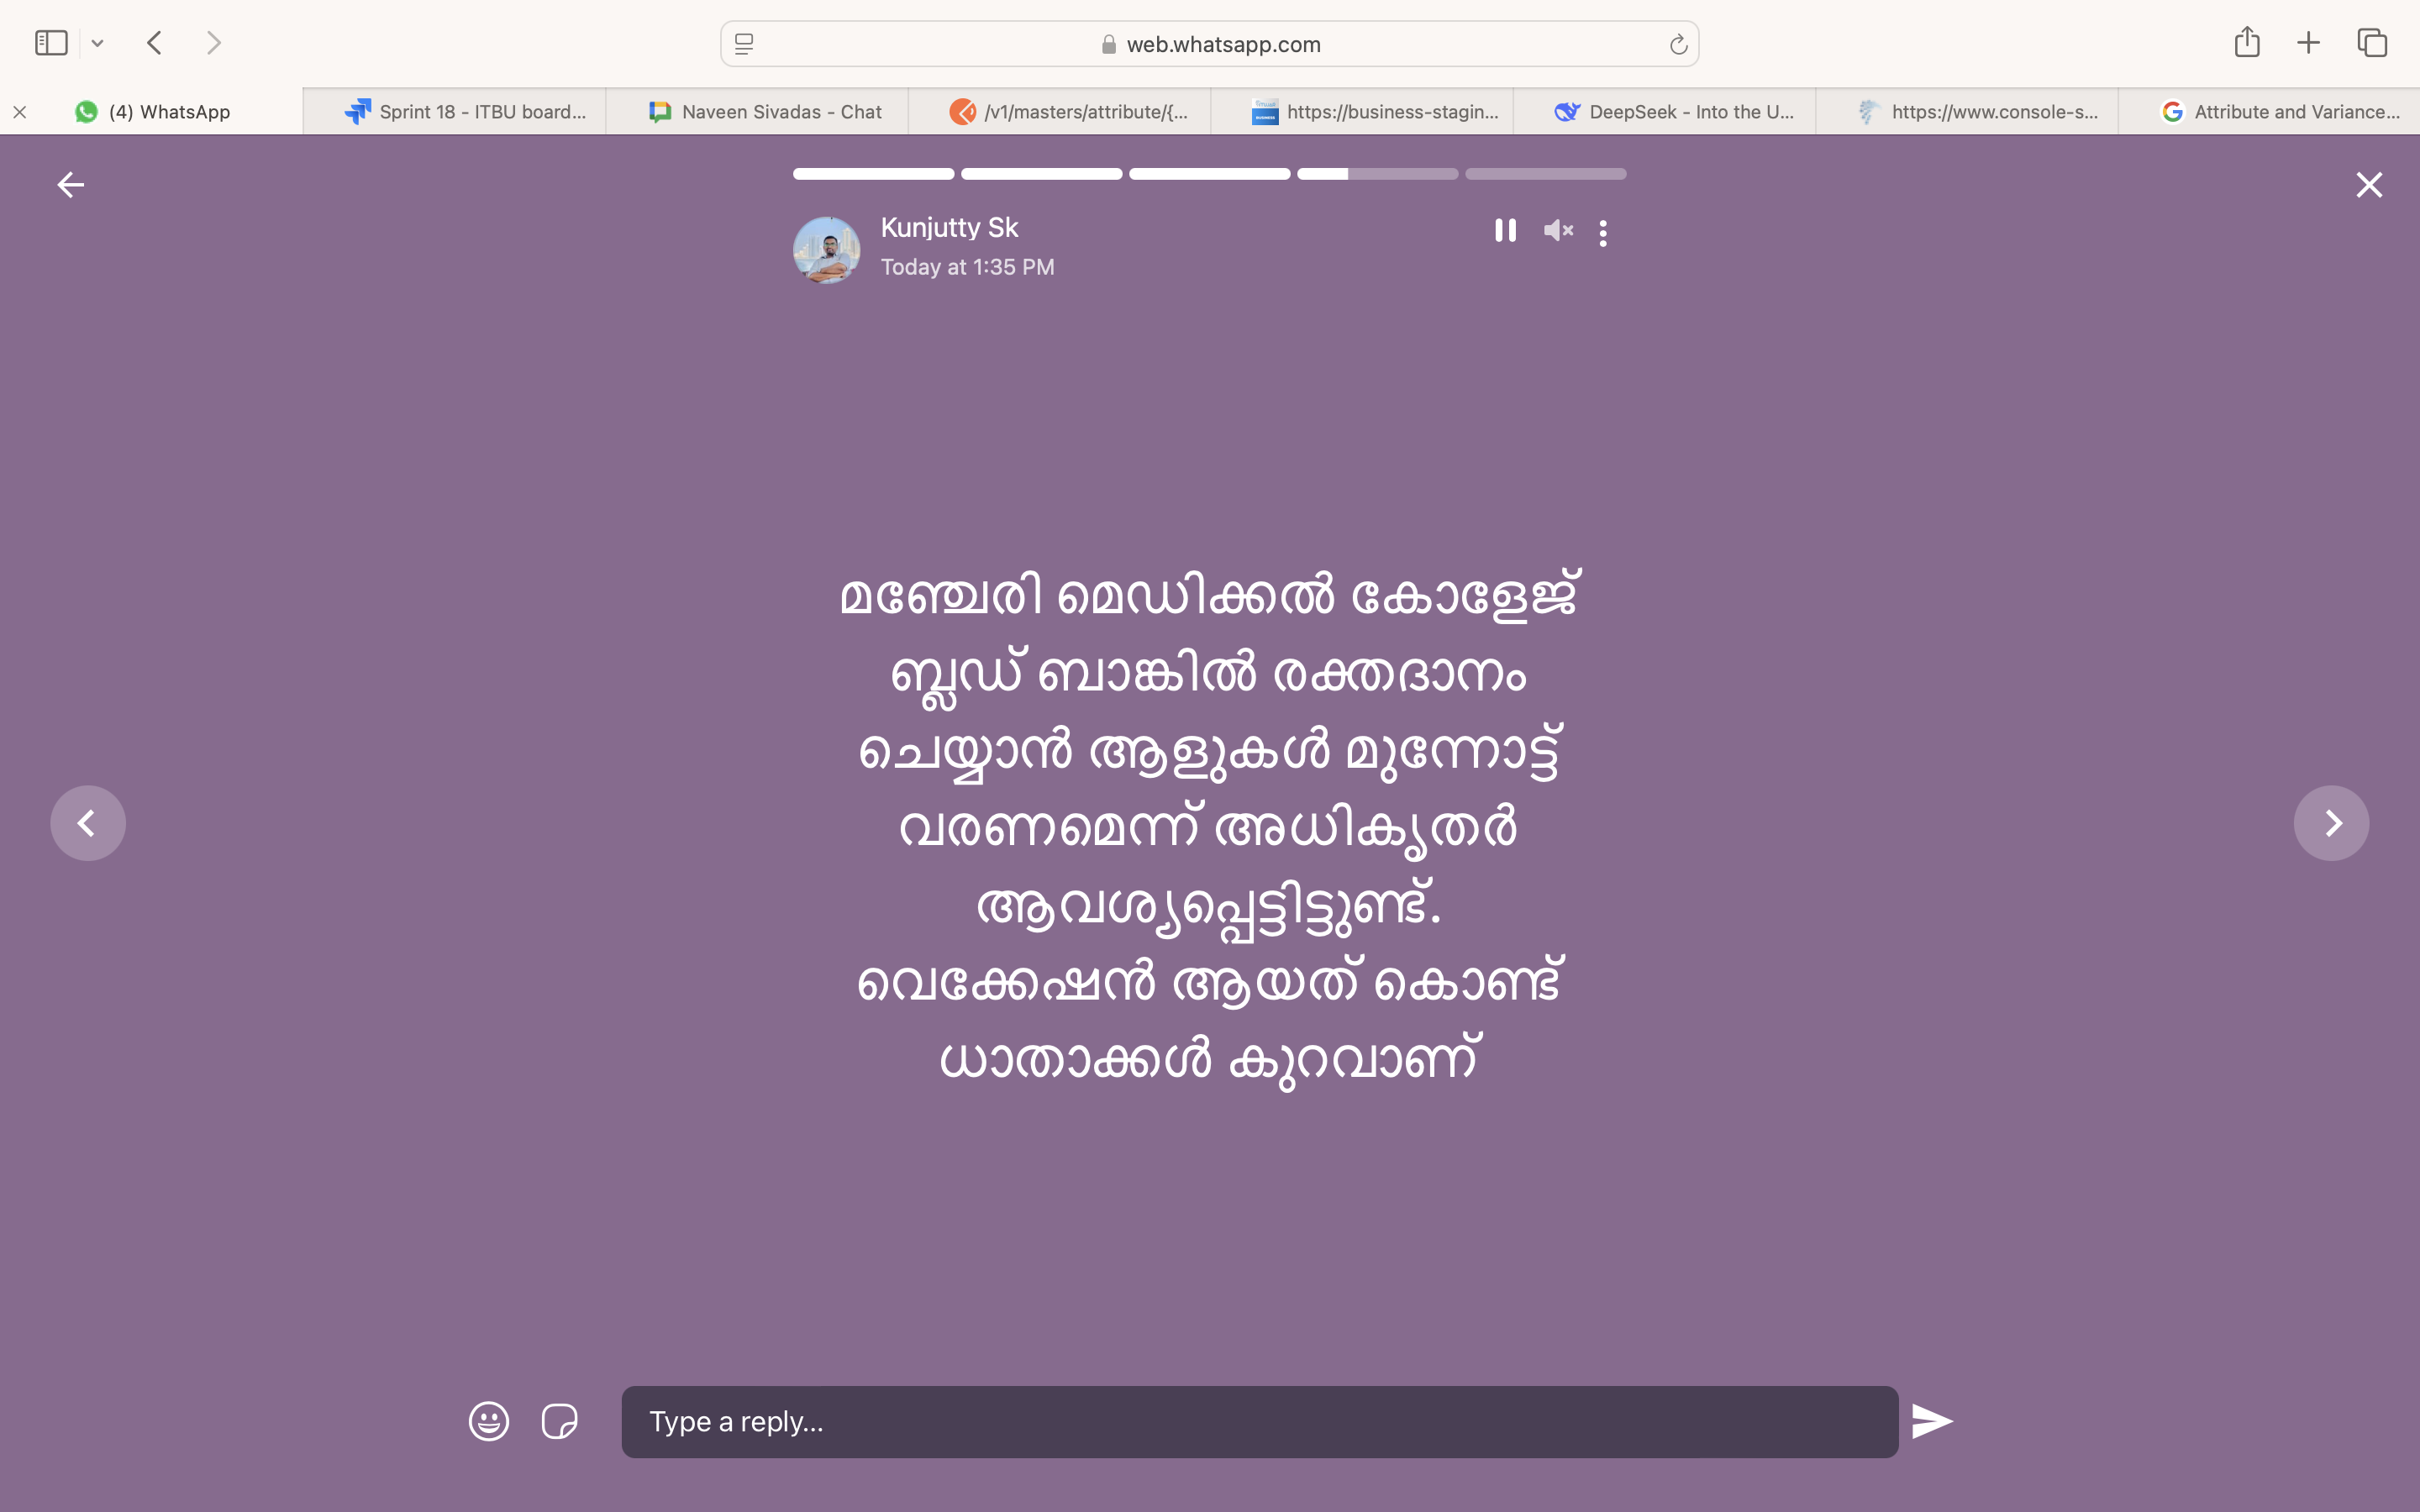 web.whatsapp.com
(4) WhatsApp
Sprint 18 - ITBU board...
Naveen Sivadas - Chat
/v1/masters/attribute/{...
https://business-stagin...
DeepSeek - Into the U...
https://www.console-s...
Attribute and Variance...
Kunjutty Sk
Today at 1:35 PM
മഞ്ചേരി മെഡിക്കൽ കോളേജ്
ബ്ലഡ് ബാങ്കിൽ രക്തദാനം
ചെയ്യാൻ ആളുകൾ മുന്നോട്ട്
വരണമെന്ന് അധികൃതർ
ആവശ്യപ്പെട്ടിട്ടുണ്ട്.
വെക്കേഷൻ ആയത് കൊണ്ട്
ധാതാക്കൾ കുറവാണ്
Type a reply...